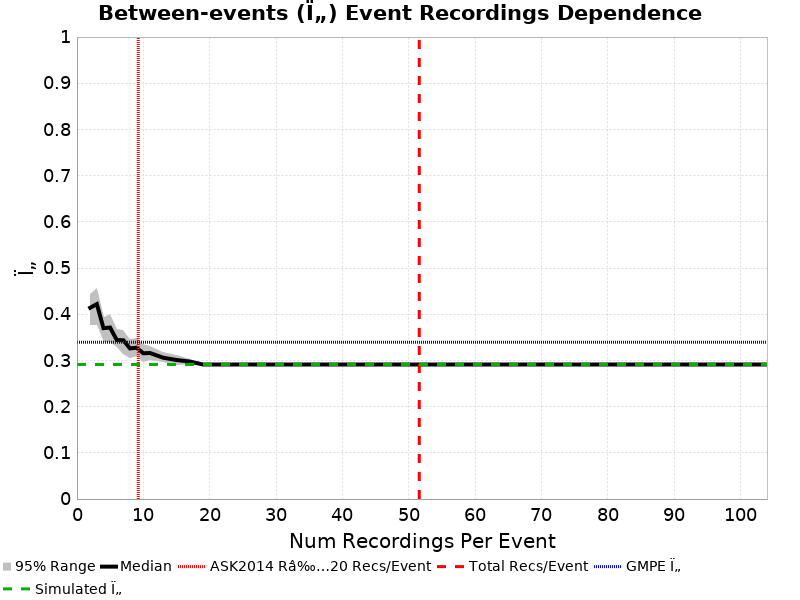 Between-events (Ï„) Event Recordings Dependence
1
0.9
0.8
0.7
0.6
0.5
0.4
0.3
0.2
0.1
0
Ï„
0 10 20 30 40 50 60 70 80 90 100
Num Recordings Per Event
95% Range Median ASK2014 Râ‰…20 Recs/Event Total Recs/Event GMPE Ï„
Simulated Ï„